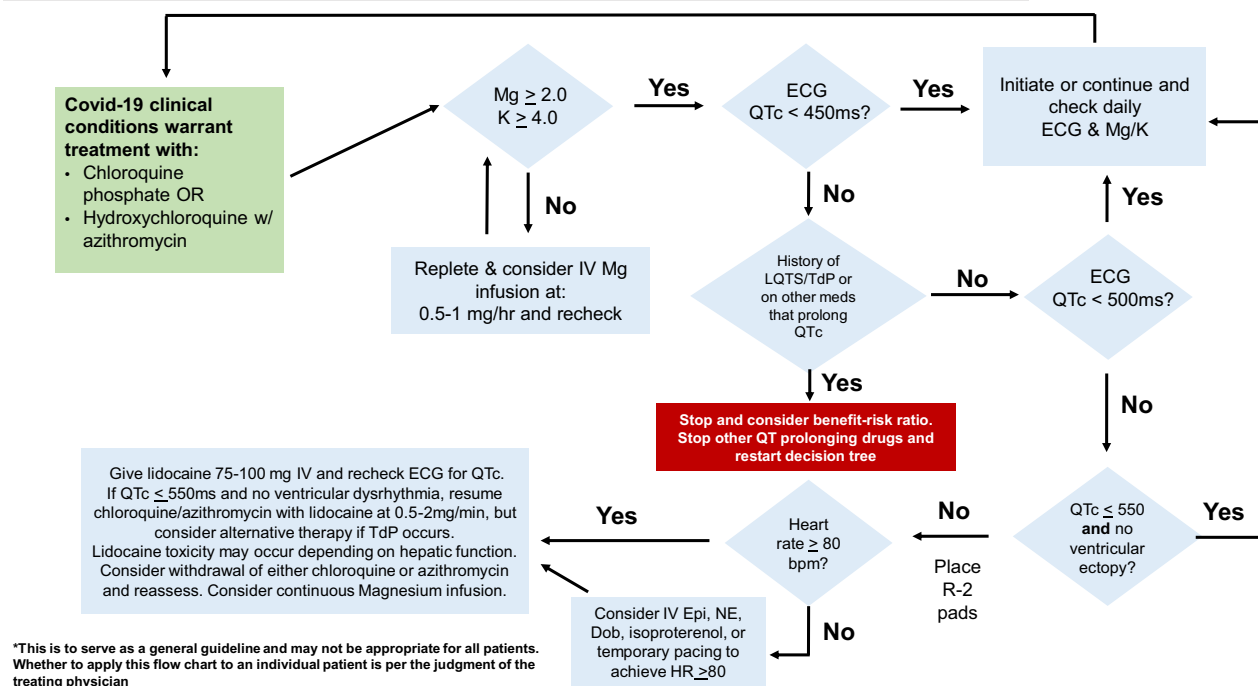 Covid-19 clinical
conditions warrant
treatment with:
• Chloroquine
phosphate OR
• Hydroxychloroquine w/
azithromycin
Mg ≥ 2.0
K ≥ 4.0
Yes
ECG
QTc < 450ms?
Yes
Initiate or continue and
check daily
ECG & Mg/K
No
Replete & consider IV Mg
infusion at:
0.5-1 mg/hr and recheck
No
History of
LQTS/TdP or
on other meds
that prolong
QTc
No
ECG
QTc < 500ms?
Yes
Yes
Stop and consider benefit-risk ratio.
Stop other QT prolonging drugs and
restart decision tree
No
QTc ≤ 550
and no
ventricular
ectopy?
Yes
No
Place
R-2
pads
Heart
rate ≥ 80
bpm?
Yes
No
Consider IV Epi, NE,
Dob, isoproterenol, or
temporary pacing to
achieve HR ≥80
Give lidocaine 75-100 mg IV and recheck ECG for QTc.
If QTc ≤ 550ms and no ventricular dysrhythmia, resume
chloroquine/azithromycin with lidocaine at 0.5-2mg/min, but
consider alternative therapy if TdP occurs.
Lidocaine toxicity may occur depending on hepatic function.
Consider withdrawal of either chloroquine or azithromycin
and reassess. Consider continuous Magnesium infusion.
*This is to serve as a general guideline and may not be appropriate for all patients.
Whether to apply this flow chart to an individual patient is per the judgment of the
treating physician